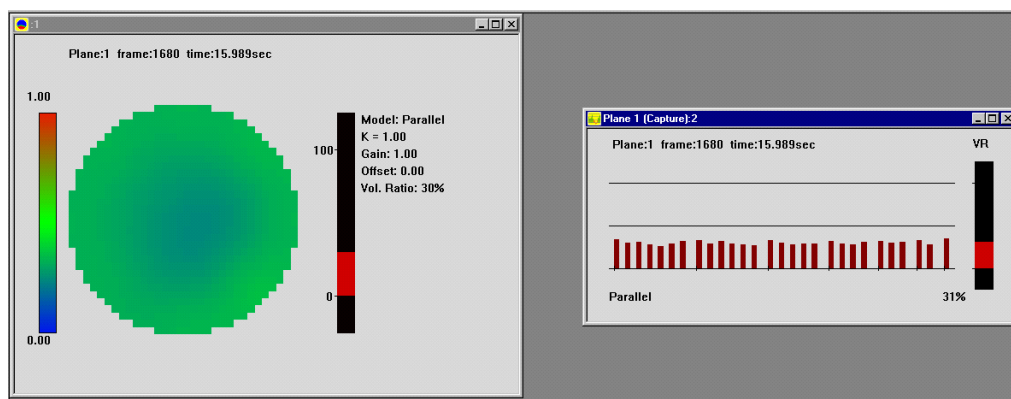 :1
Plane:1 frame:1680 time:15.989sec
1.00
0.00
100
0
Model: Parallel
K = 1.00
Gain: 1.00
Offset: 0.00
Vol. Ratio: 30%
Plane 1 (Capture):2
Plane:1 frame:1680 time:15.989sec
VR
Parallel
31%